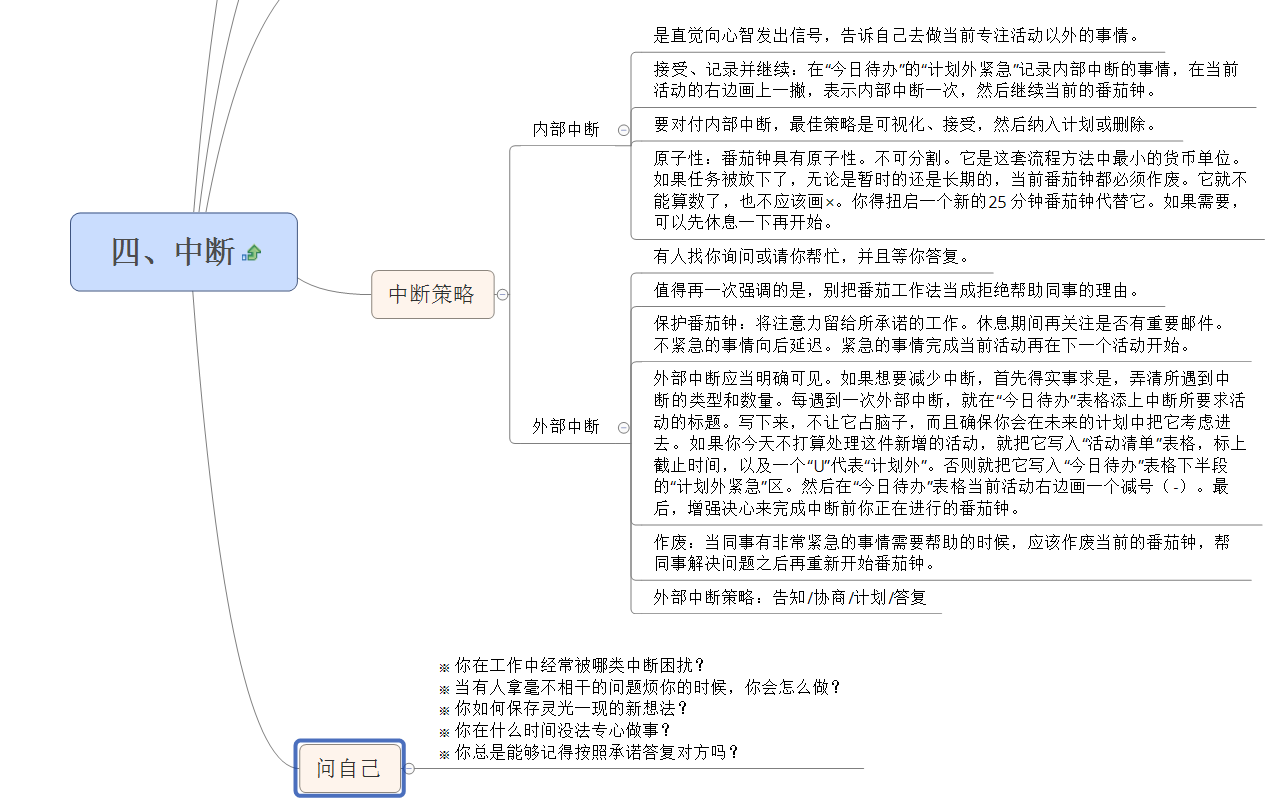 四、中断
中断策略
内部中断
是直觉向心智发出信号，告诉自己去做当前专注活动以外的事情。
接受、记录并继续：在“今日待办”的“计划外紧急”记录内部中断的事情，在当前
活动的右边画上一撇，表示内部中断一次，然后继续当前的番茄钟。
要对付内部中断，最佳策略是可视化、接受，然后纳入计划或删除。
原子性：番茄钟具有原子性。不可分割。它是这套流程方法中最小的货币单位。
如果任务被放下了，无论是暂时的还是长期的，当前番茄钟都必须作废。它就不
能算数了，也不应该画×。你得扭启一个新的25 分钟番茄钟代替它。如果需要，
可以先休息一下再开始。
外部中断
有人找你询问或请你帮忙，并且等你答复。
值得再一次强调的是，别把番茄工作法当成拒绝帮助同事的理由。
保护番茄钟：将注意力留给所承诺的工作。休息期间再关注是否有重要邮件。
不紧急的事情向后延迟。紧急的事情完成当前活动再在下一个活动开始。
外部中断应当明确可见。如果想要减少中断，首先得实事求是，弄清所遇到中
断的类型和数量。每遇到一次外部中断，就在“今日待办”表格添上中断所要求活
动的标题。写下来，不让它占脑子，而且确保你会在未来的计划中把它考虑进
去。如果你今天不打算处理这件新增的活动，就把它写入“活动清单”表格，标上
截止时间，以及一个“U”代表“计划外”。否则就把它写入“今日待办”表格下半段
的“计划外紧急”区。然后在“今日待办”表格当前活动右边画一个减号（ -）。最
后，增强决心来完成中断前你正在进行的番茄钟。
作废：当同事有非常紧急的事情需要帮助的时候，应该作废当前的番茄钟，帮
同事解决问题之后再重新开始番茄钟。
外部中断策略：告知/协商/计划/答复
问自己
※ 你在工作中经常被哪类中断困扰？
※ 当有人拿毫不相干的问题烦你的时候，你会怎么做？
※ 你如何保存灵光一现的新想法？
※ 你在什么时间没法专心做事？
※ 你总是能够记得按照承诺答复对方吗？